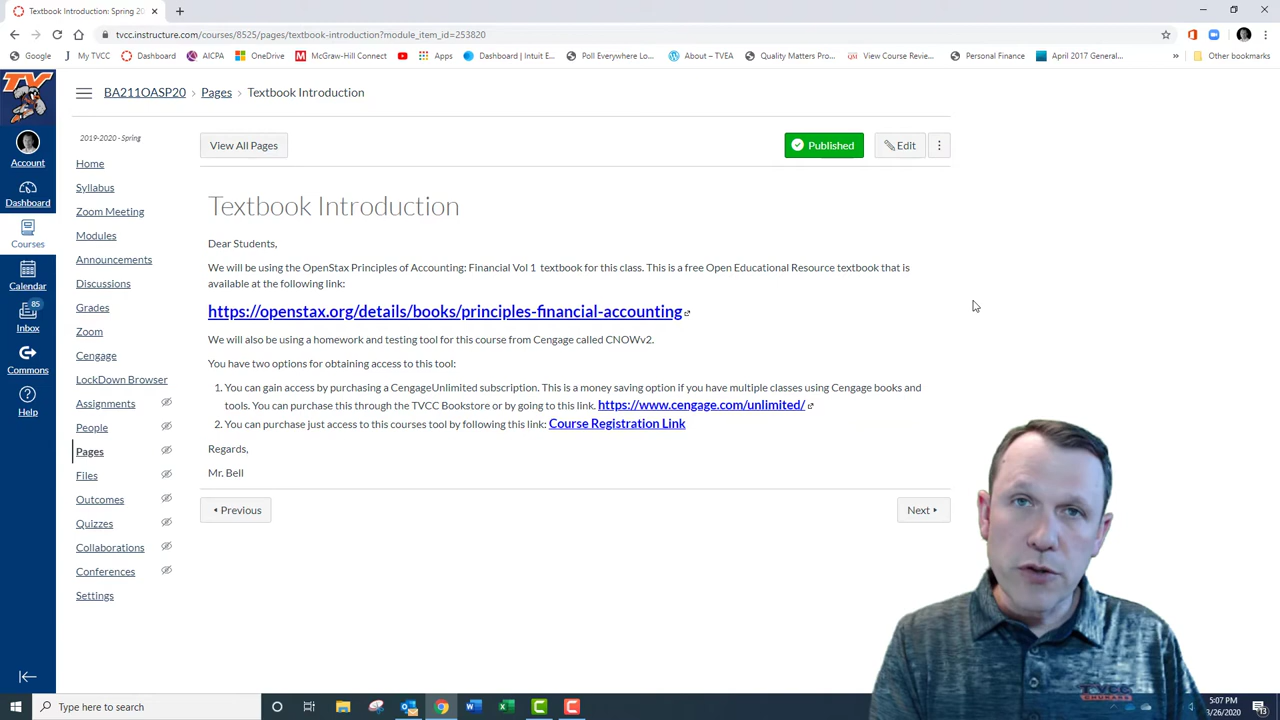 Textbook Introduction: Spring 20
tvcc.instructure.com/courses/8525/pages/textbook-introduction?module_item_id=253820
Google My TVCC Dashboard AICPA OneDrive McGraw-Hill Connect Apps Dashboard | Intuit E... Poll Everywhere Lo... About – TVEA Quality Matters Pro... View Course Revie... Personal Finance April 2017 General... » Other bookmarks
TV
BA211OASP20 › Pages › Textbook Introduction
2019-2020 - Spring
Account
Dashboard
Courses
Calendar
85
Inbox
Commons
Help
Home
Syllabus
Zoom Meeting
Modules
Announcements
Discussions
Grades
Zoom
Cengage
LockDown Browser
Assignments
People
Pages
Files
Outcomes
Quizzes
Collaborations
Conferences
Settings
View All Pages
Published
Edit
Textbook Introduction
Dear Students,
We will be using the OpenStax Principles of Accounting: Financial Vol 1 textbook for this class. This is a free Open Educational Resource textbook that is
available at the following link:
https://openstax.org/details/books/principles-financial-accounting
We will also be using a homework and testing tool for this course from Cengage called CNOWv2.
You have two options for obtaining access to this tool:
1. You can gain access by purchasing a CengageUnlimited subscription. This is a money saving option if you have multiple classes using Cengage books and
tools. You can purchase this through the TVCC Bookstore or by going to this link. https://www.cengage.com/unlimited/
2. You can purchase just access to this courses tool by following this link: Course Registration Link
Regards,
Mr. Bell
Previous
Next
TVCC
CHUKARS
Type here to search
5:07 PM
3/26/2020